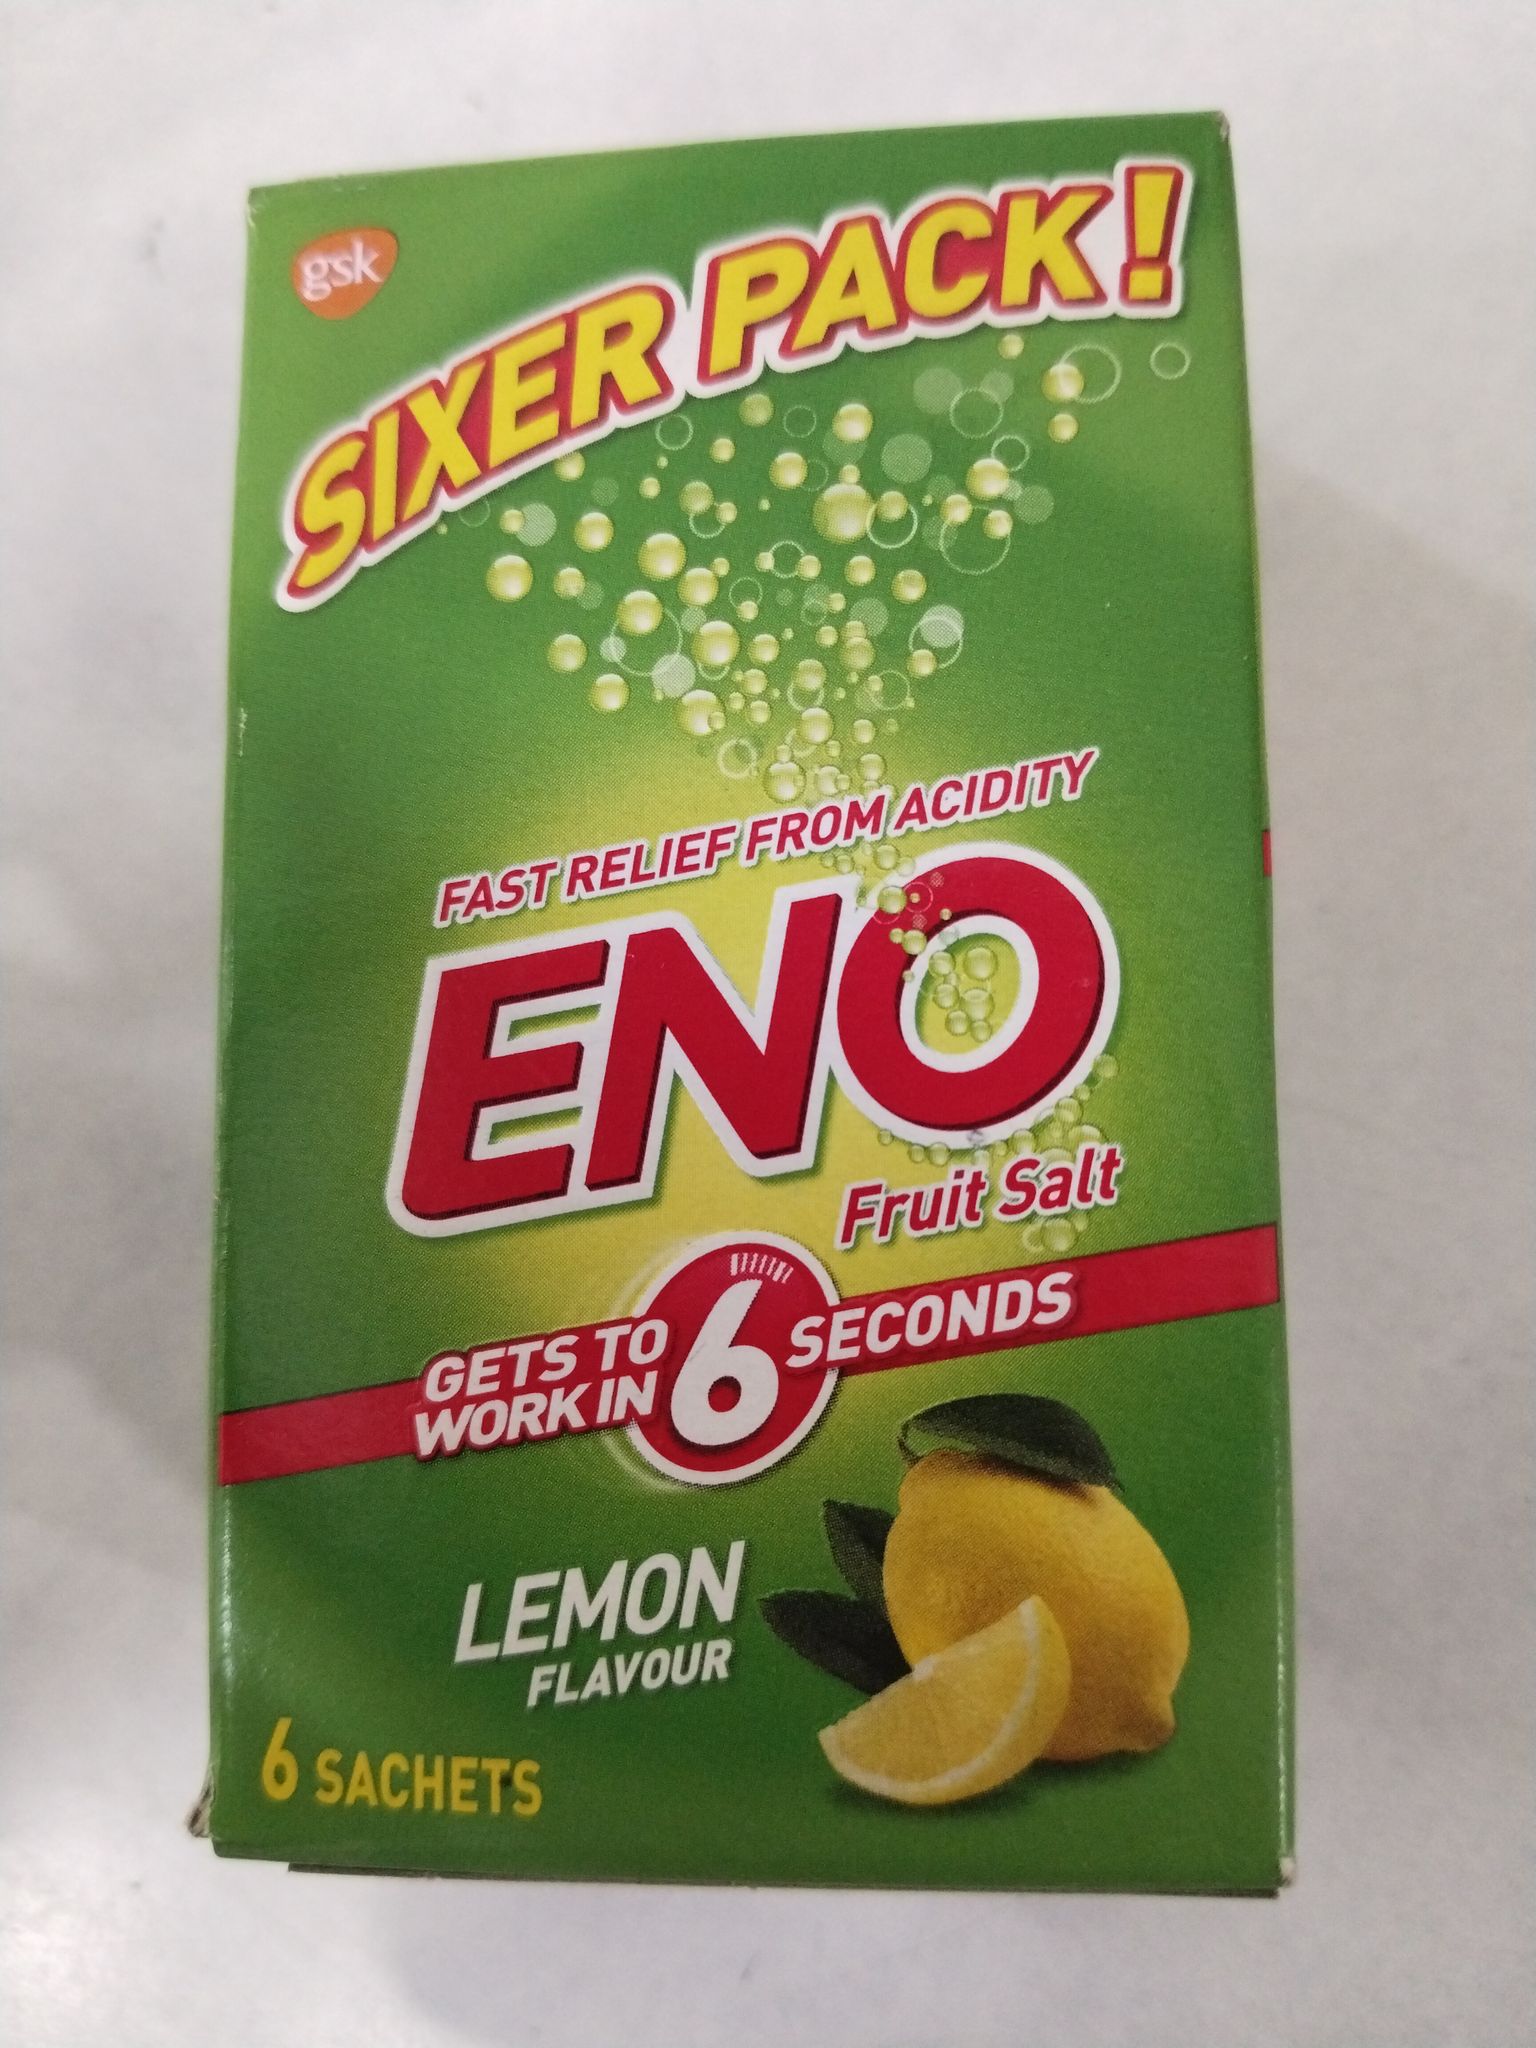 gsk
SIXER PACK!
FAST RELIEF FROM ACIDITY
ENO
Fruit Salt
GETS TO
WORK IN 6 SECONDS
LEMON
FLAVOUR
6 SACHETS